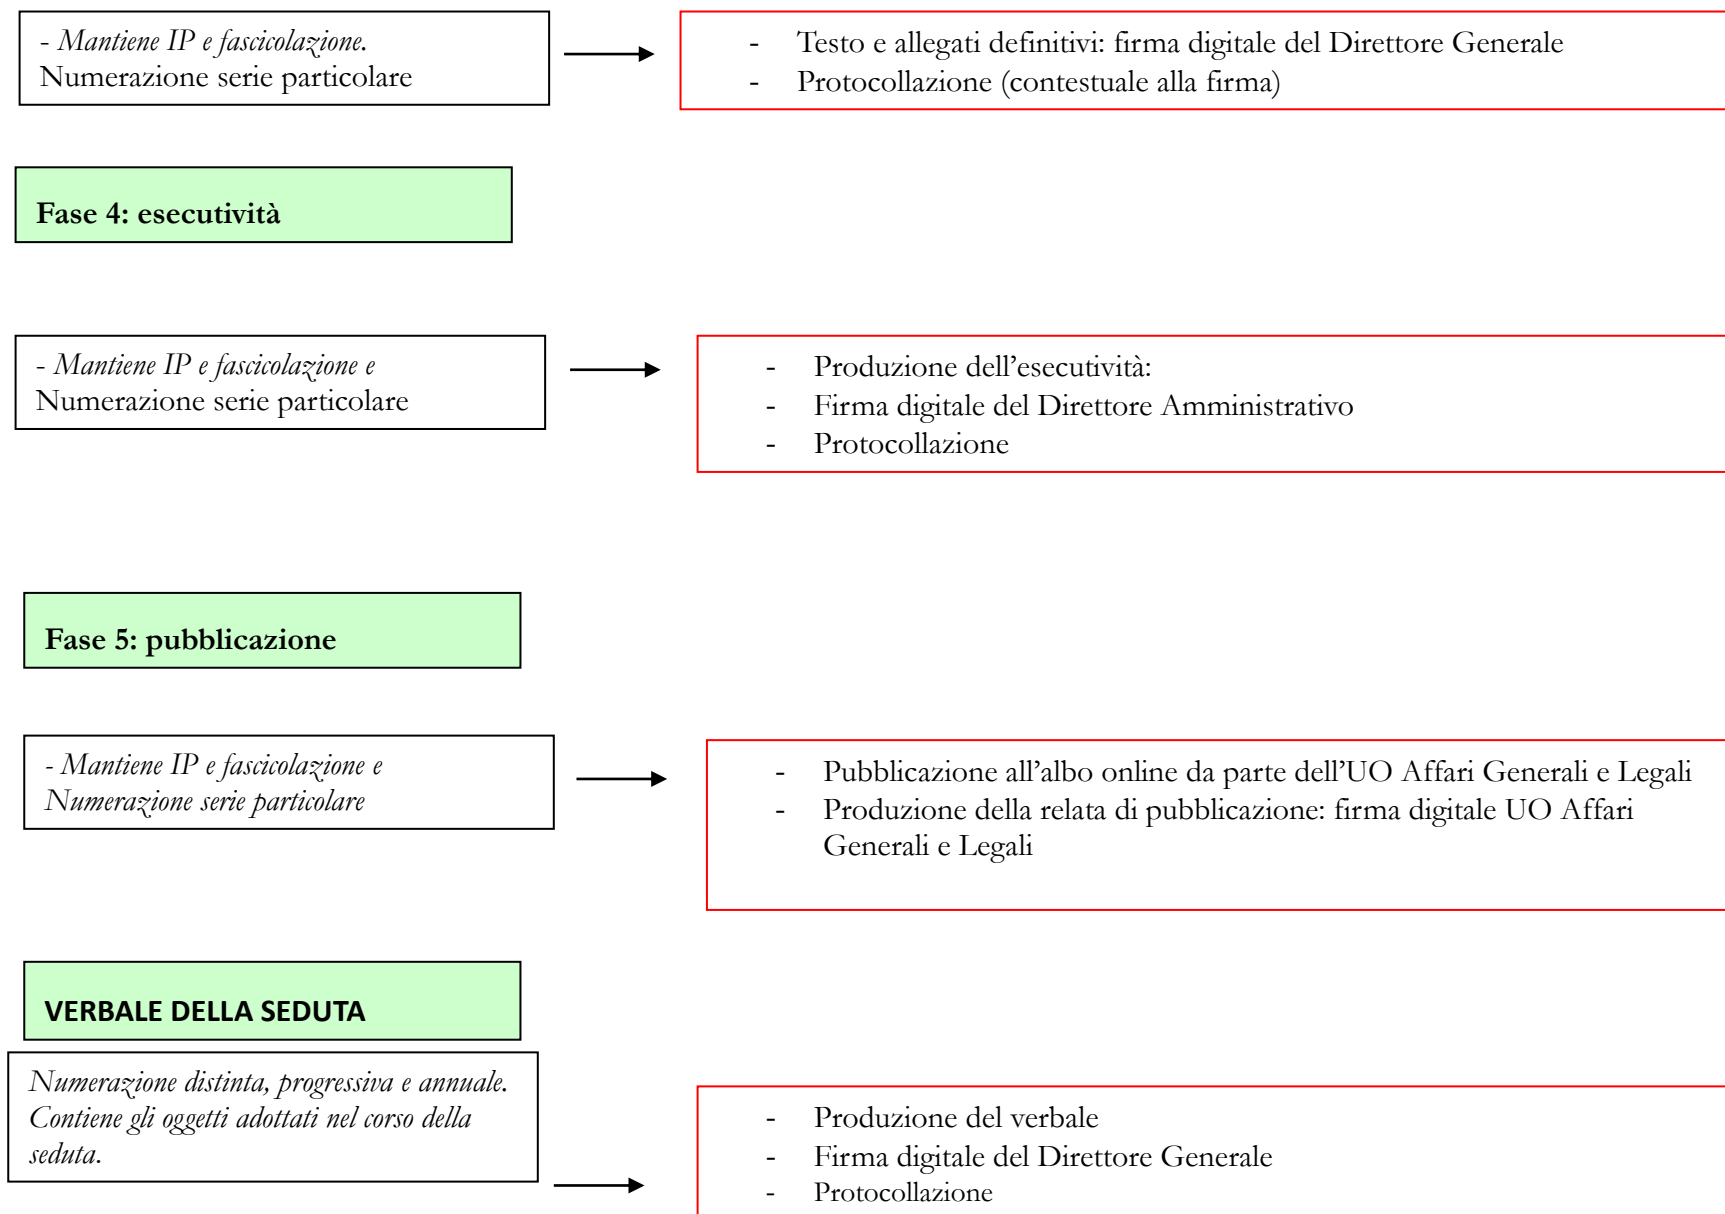 - Mantiene IP e fascicolazione.
Numerazione serie particolare
- Testo e allegati definitivi: firma digitale del Direttore Generale
- Protocollazione (contestuale alla firma)
Fase 4: esecutività
- Mantiene IP e fascicolazione e
Numerazione serie particolare
- Produzione dell’esecutività:
- Firma digitale del Direttore Amministrativo
- Protocollazione
Fase 5: pubblicazione
- Mantiene IP e fascicolazione e
Numerazione serie particolare
- Pubblicazione all’albo online da parte dell’UO Affari Generali e Legali
- Produzione della relata di pubblicazione: firma digitale UO Affari
Generali e Legali
VERBALE DELLA SEDUTA
Numerazione distinta, progressiva e annuale.
Contiene gli oggetti adottati nel corso della
seduta.
- Produzione del verbale
- Firma digitale del Direttore Generale
- Protocollazione